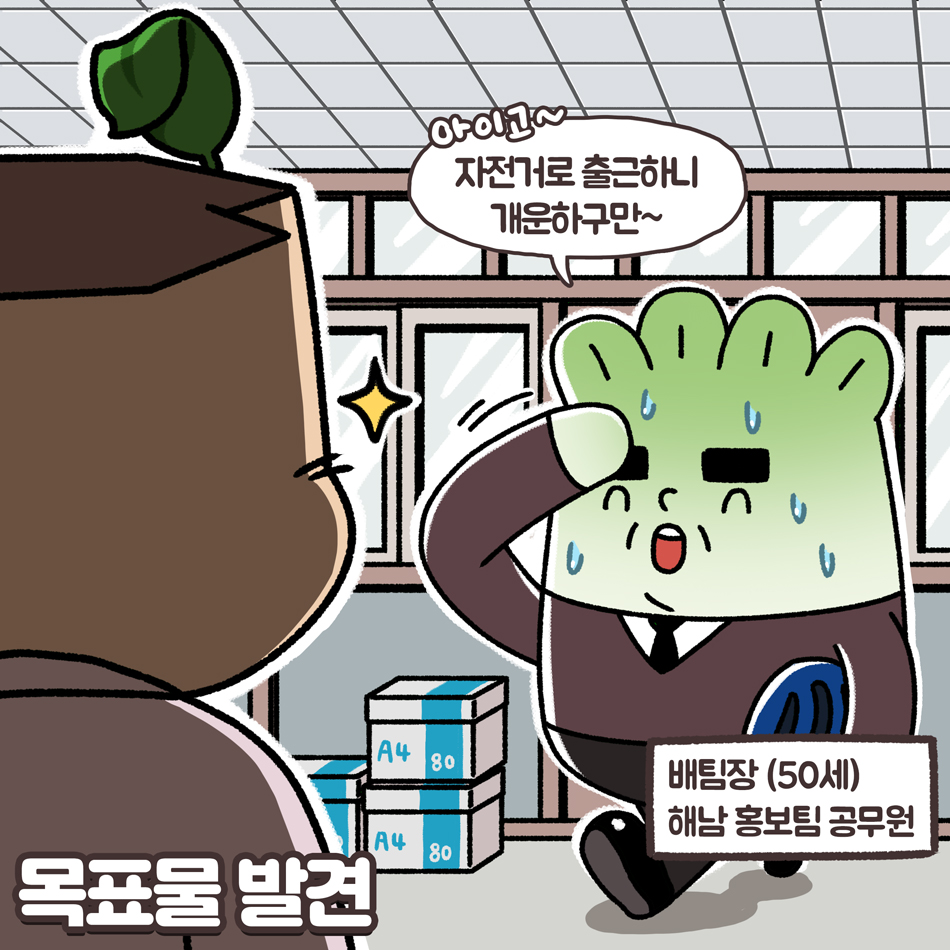 아이고~
자전거로 출근하니
개운하구만~
A4
80
A4
80
배팀장 (50세)
해남 홍보팀 공무원
목표물 발견